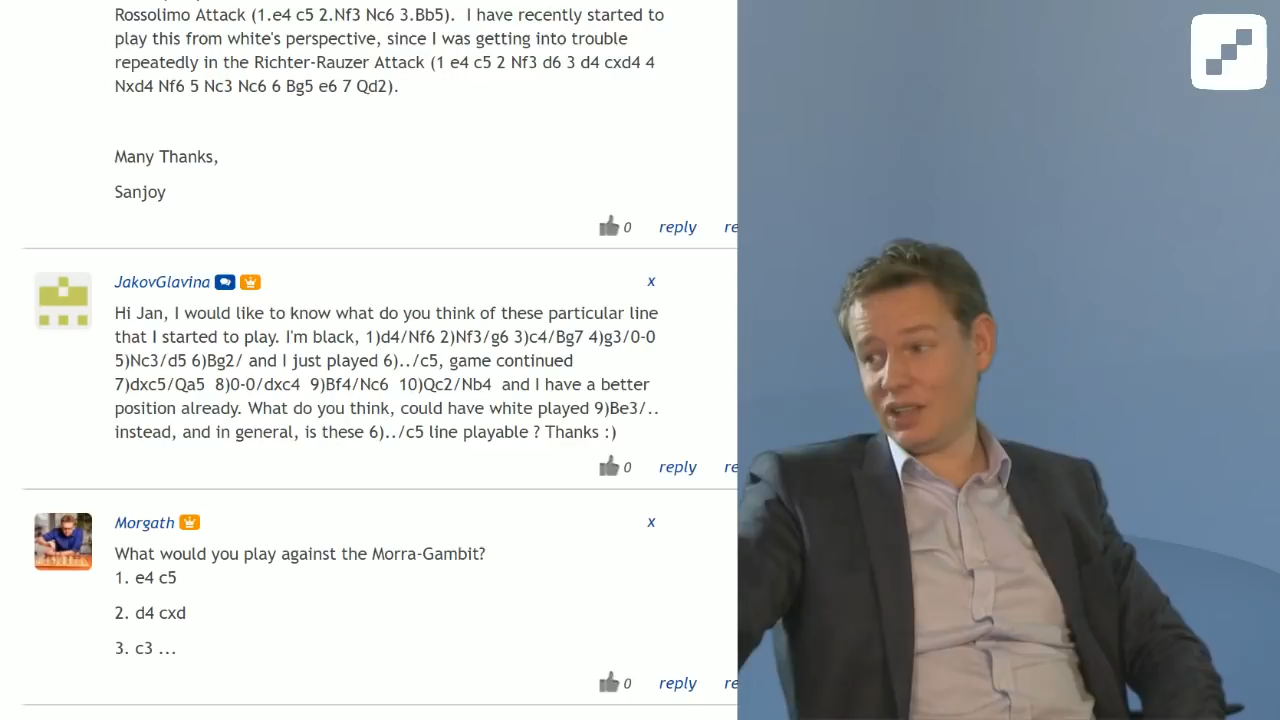 Rossolimo Attack (1.e4 c5 2.Nf3 Nc6 3.Bb5).  I have recently started to
play this from white's perspective, since I was getting into trouble
repeatedly in the Richter-Rauzer Attack (1 e4 c5 2 Nf3 d6 3 d4 cxd4 4
Nxd4 Nf6 5 Nc3 Nc6 6 Bg5 e6 7 Qd2).
Many Thanks,
Sanjoy
0 reply re
JakovGlavina x
Hi Jan, I would like to know what do you think of these particular line
that I started to play. I'm black, 1)d4/Nf6 2)Nf3/g6 3)c4/Bg7 4)g3/0-0
5)Nc3/d5 6)Bg2/ and I just played 6)../c5, game continued
7)dxc5/Qa5  8)0-0/dxc4  9)Bf4/Nc6  10)Qc2/Nb4  and I have a better
position already. What do you think, could have white played 9)Be3/..
instead, and in general, is these 6)../c5 line playable ? Thanks :)
0 reply re
Morgath x
What would you play against the Morra-Gambit?
1. e4 c5
2. d4 cxd
3. c3 ...
0 reply re